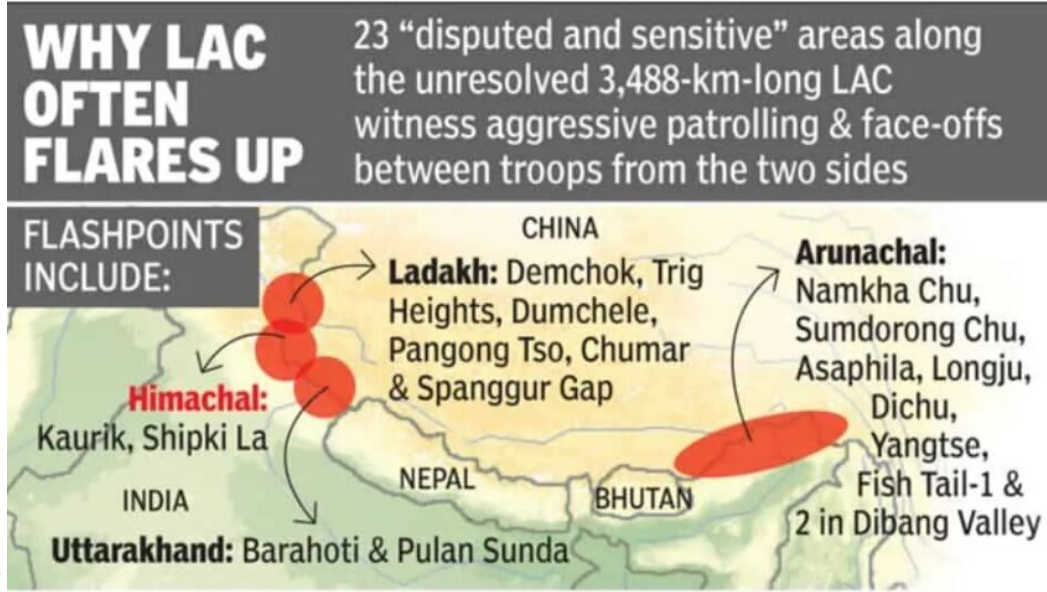 WHY LAC
OFTEN
FLARES UP
23 “disputed and sensitive” areas along
the unresolved 3,488-km-long LAC
witness aggressive patrolling & face-offs
between troops from the two sides
FLASHPOINTS
INCLUDE:
CHINA
Ladakh: Demchok, Trig
Heights, Dumchele,
Pangong Tso, Chumar
& Spanggur Gap
Arunachal:
Namkha Chu,
Sumdorong Chu,
Asaphila, Longju,
Dichu,
Yangtse,
Fish Tail-1 &
2 in Dibang Valley
Himachal:
Kaurik, Shipki La
NEPAL
BHUTAN
INDIA
Uttarakhand: Barahoti & Pulan Sunda